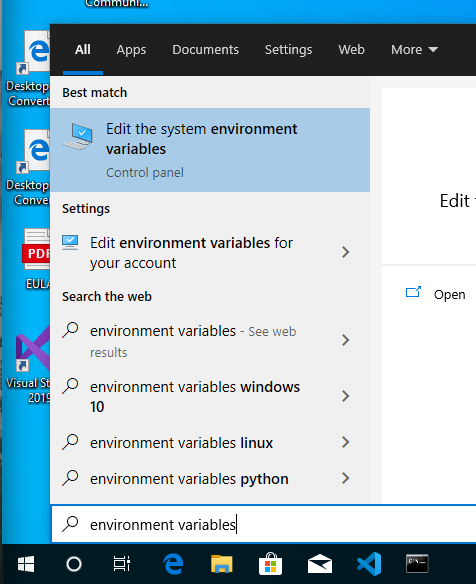 Communi...
All Apps Documents Settings Web More
Best match
Desktop
Convert
Edit the system environment
variables
Control panel
Settings
Desktop
Conve
Edit environment variables for
your account
PDF
EULA
Search the web
environment variables - See web
results
environment variables windows
10
Visual St
2019
environment variables linux
environment variables python
environment variables
Edit
Open